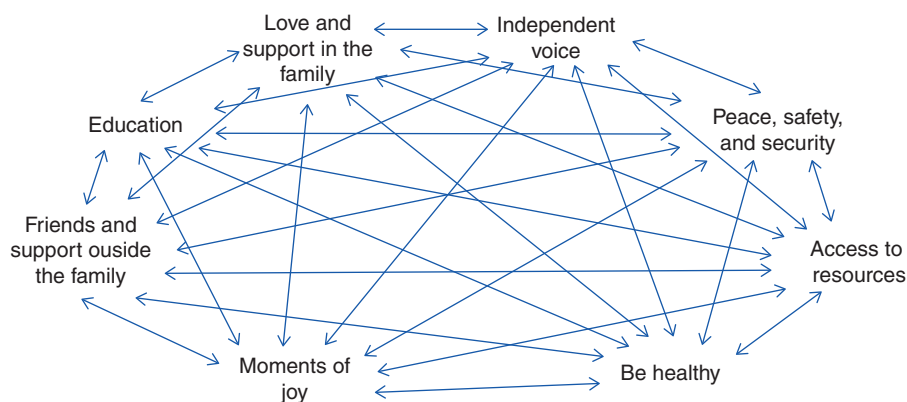 Love and
support in the
family
Independent
voice
Education
Peace, safety,
and security
Friends and
support ouside
the family
Access to
resources
Moments of
joy
Be healthy